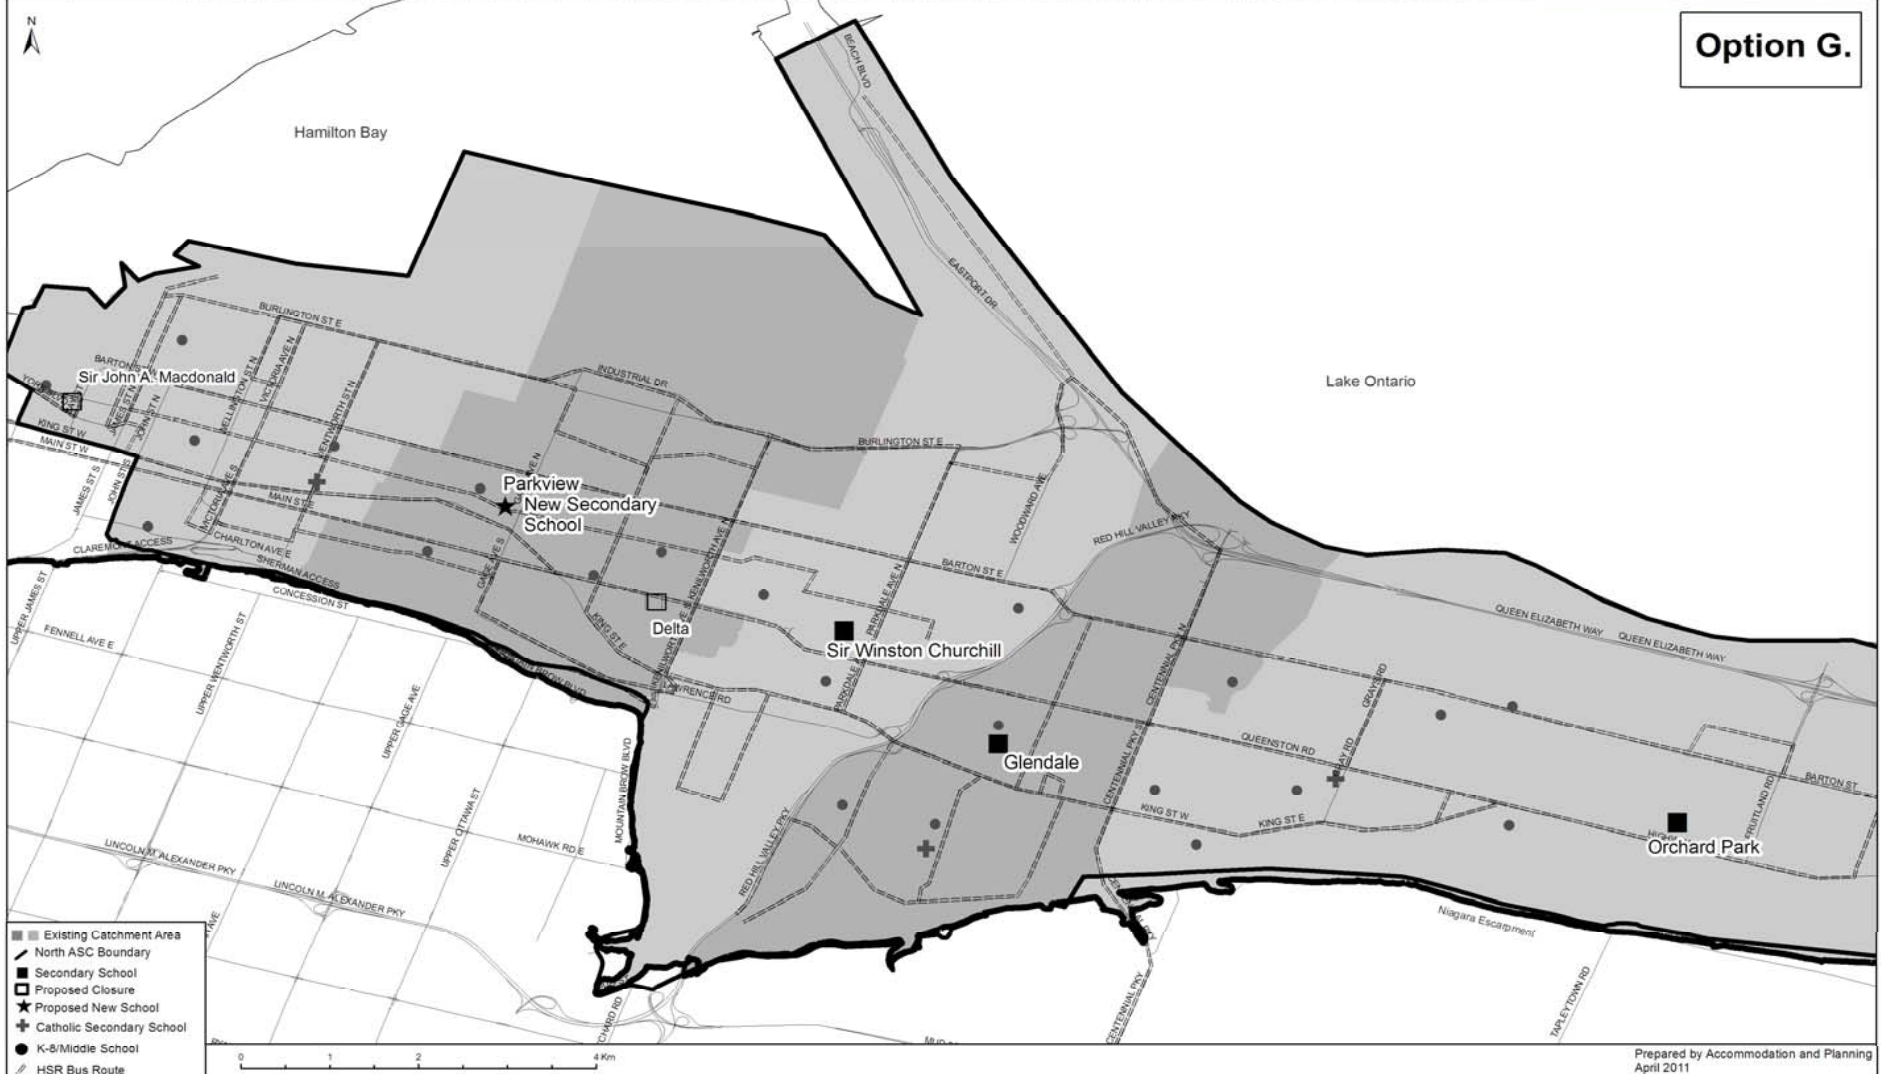 N
Option G.
Hamilton Bay
Lake Ontario
BEACH BLVD
EASTPORT DR
BURLINGTON ST E
INDUSTRIAL DR
BURLINGTON ST E
Sir John A. Macdonald
KING ST W
MAIN ST W
JAMES ST N
JOHN ST N
WELLINGTON ST N
VICTORIA AVE N
WENTWORTH ST N
JAMES ST S
JOHN ST S
VICTORIA AVE S
MAIN ST E
CHARLTON AVE E
CLAREMONT ACCESS
SHERMAN ACCESS
CONCESSION ST
Parkview
New Secondary
School
GAGE AVE S
KENILWORTH AVE N
KING ST E
Delta
LAWRENCE RD
Sir Winston Churchill
PARKDALE AVE N
BARTON ST E
WOODWARD AVE
RED HILL VALLEY PKY
CENTENNIAL PKY N
QUEEN ELIZABETH WAY
QUEEN ELIZABETH WAY
GRAYS RD
QUEENSTON RD
GRAY RD
Glendale
CENTENNIAL PKY S
KING ST W
KING ST E
BARTON ST
FRUITLAND RD
Orchard Park
RED HILL VALLEY PKY
Niagara Escarpment
UPPER JAMES ST
FENNELL AVE E
UPPER WENTWORTH ST
UPPER GAGE AVE
UPPER OTTAWA ST
MOHAWK RD E
MOUNTAIN BROW BLVD
LINCOLN M. ALEXANDER PKY
LINCOLN M. ALEXANDER PKY
CENTENNIAL PKY
TAPLEYTOWN RD
Existing Catchment Area
North ASC Boundary
Secondary School
Proposed Closure
Proposed New School
Catholic Secondary School
K-8/Middle School
HSR Bus Route
0 1 2 4 Km
Prepared by Accommodation and Planning
April 2011